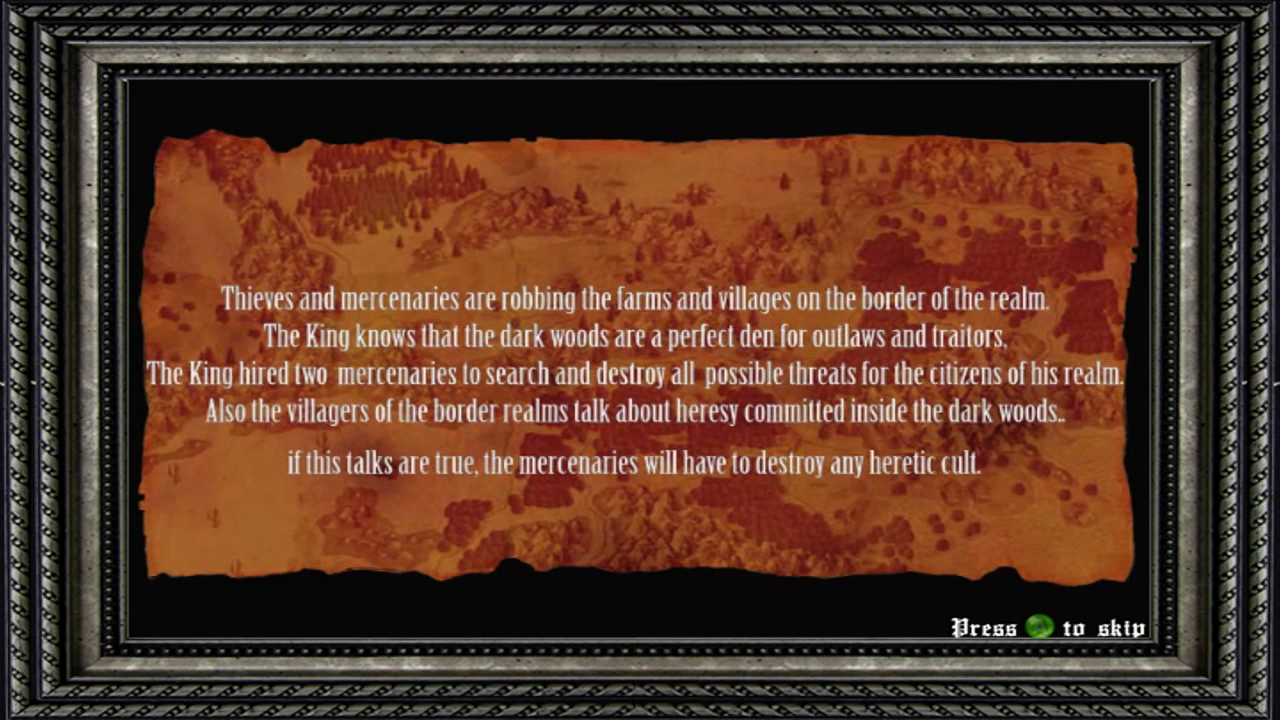 Thieves and mercenaries are robbing the farms and villages on the border of the realm.
The King knows that the dark woods are a perfect den for outlaws and traitors.
The King hired two mercenaries to search and destroy all possible threats for the citizens of his realm.
Also the villagers of the border realms talk about heresy committed inside the dark woods..
if this talks are true, the mercenaries will have to destroy any heretic cult.
Press to skip